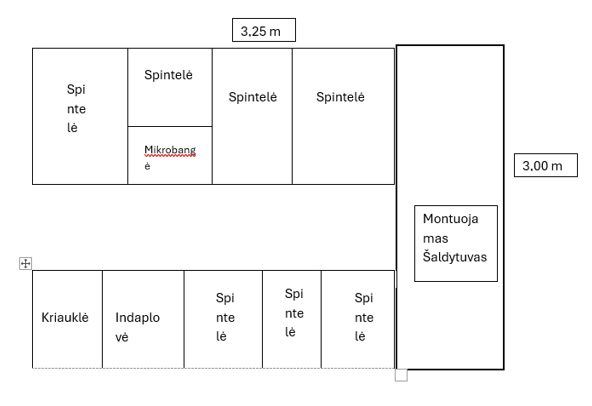 3,25 m
Spintelė
Spi
nte
lė
Spintelė
Spintelė
Mikrobang
ė
3,00 m
Montuoja
mas
Šaldytuvas
Kriauklė
Indaplo
vė
Spi
nte
lė
Spi
nte
lė
Spi
nte
lė